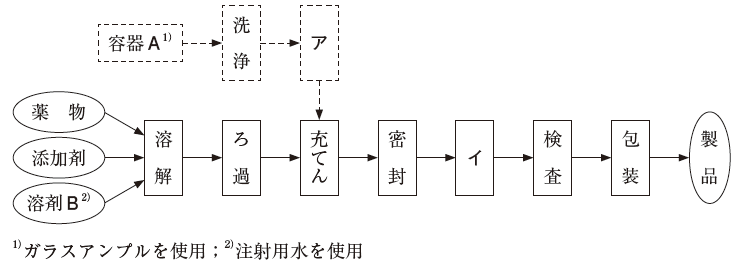 容器A1)
洗浄
ア
薬物
添加剤
溶剤B2)
溶解
ろ過
充てん
密封
イ
検査
包装
製品
1)ガラスアンプルを使用；2)注射用水を使用